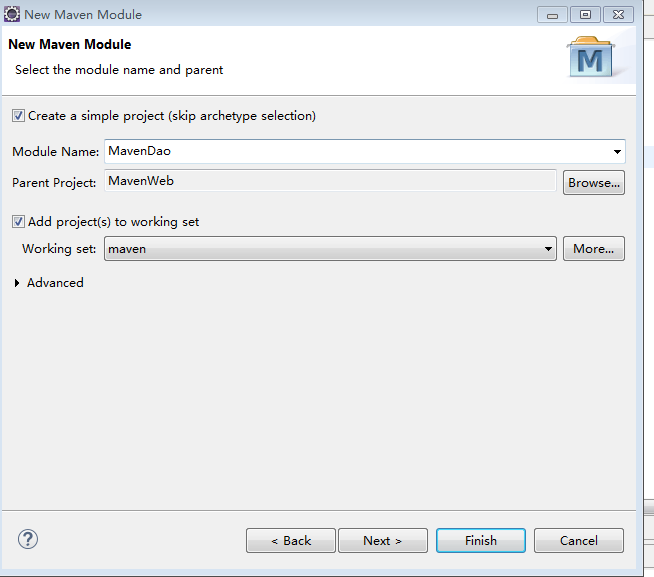 New Maven Module
New Maven Module
Select the module name and parent
M
Create a simple project (skip archetype selection)
Module Name: MavenDao
Parent Project: MavenWeb Browse...
Add project(s) to working set
Working set: maven More...
Advanced
? < Back Next > Finish Cancel